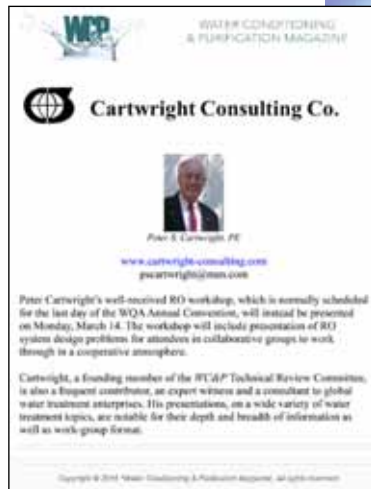 WCP
WATER CONDITIONING
& PURIFICATION MAGAZINE
Cartwright Consulting Co.
Peter S. Cartwright, PE
www.cartwright-consulting.com
pscartwright@msn.com
Peter Cartwright's well-received RO workshop, which is normally scheduled
for the last day of the WQA Annual Convention, will instead be presented
on Monday, March 14. The workshop will include presentation of RO
system design problems for attendees in collaborative groups to work
through in a cooperative atmosphere.
Cartwright, a founding member of the WC&P Technical Review Committee,
is also a frequent contributor, an expert witness and a consultant to global
water treatment enterprises. His presentations, on a wide variety of water
treatment topics, are notable for their depth and breadth of information as
well as work-group format.
Copyright © Water Conditioning & Purification Magazine, all rights reserved